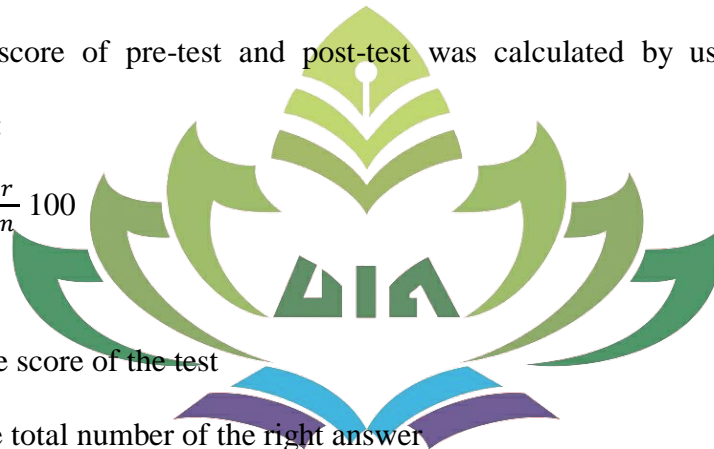 score of pre-test and post-test was calculated by us
r/n 100
UIN
e score of the test
e total number of the right answer